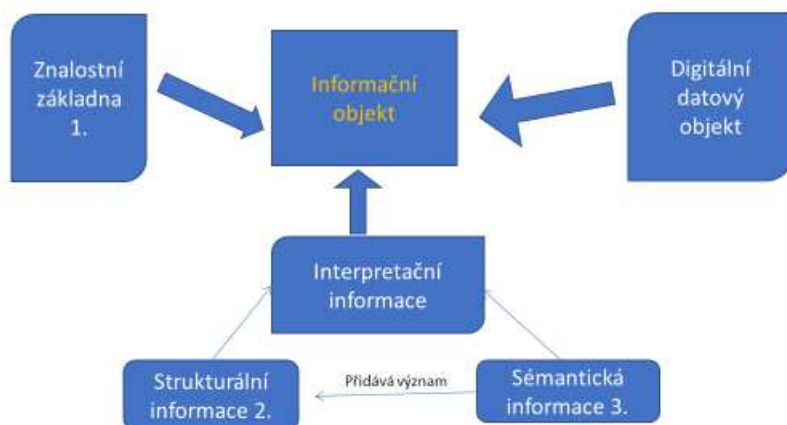 Znalostní
základna
1.
Informační
objekt
Digitální
datový
objekt
Interpretační
informace
Strukturální
informace 2.
Přidává význam
Sémantická
informace 3.